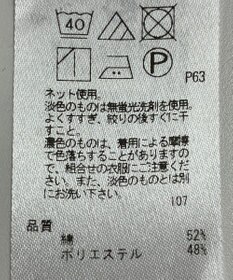 40
P
P63
ネット使用。
淡色のものは無蛍光洗剤を使用。
よくすすぎ、絞りの後すぐに干
すこと。
濃色のものは、着用による摩擦
で色落ちすることがありますの
で、組合せの衣服にご注意くださ
い。また、淡色のものとは別
にお洗い下さい。
107
品質
綿 52%
ポリエステル 48%